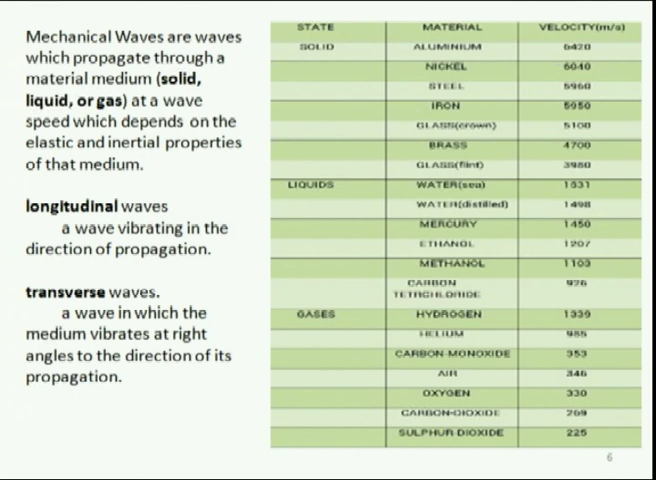 Mechanical Waves are waves
which propagate through a
material medium (solid,
liquid, or gas) at a wave
speed which depends on the
elastic and inertial properties
of that medium.
longitudinal waves
a wave vibrating in the
direction of propagation.
transverse waves.
a wave in which the
medium vibrates at right
angles to the direction of its
propagation.
STATE MATERIAL VELOCITY(m/s)
SOLID ALUMINIUM 6420
NICKEL 6040
STEEL 5960
IRON 5950
GLASS(crown) 5100
BRASS 4700
GLASS(flint) 3980
LIQUIDS WATER(sea) 1531
WATER(distilled) 1498
MERCURY 1450
ETHANOL 1207
METHANOL 1103
CARBON 926
TETRCHLORIDE
GASES HYDROGEN 1339
HELIUM 985
CARBON-MONOXIDE 353
AIR 346
OXYGEN 330
CARBON-DIOXIDE 269
SULPHUR-DIOXIDE 225
6